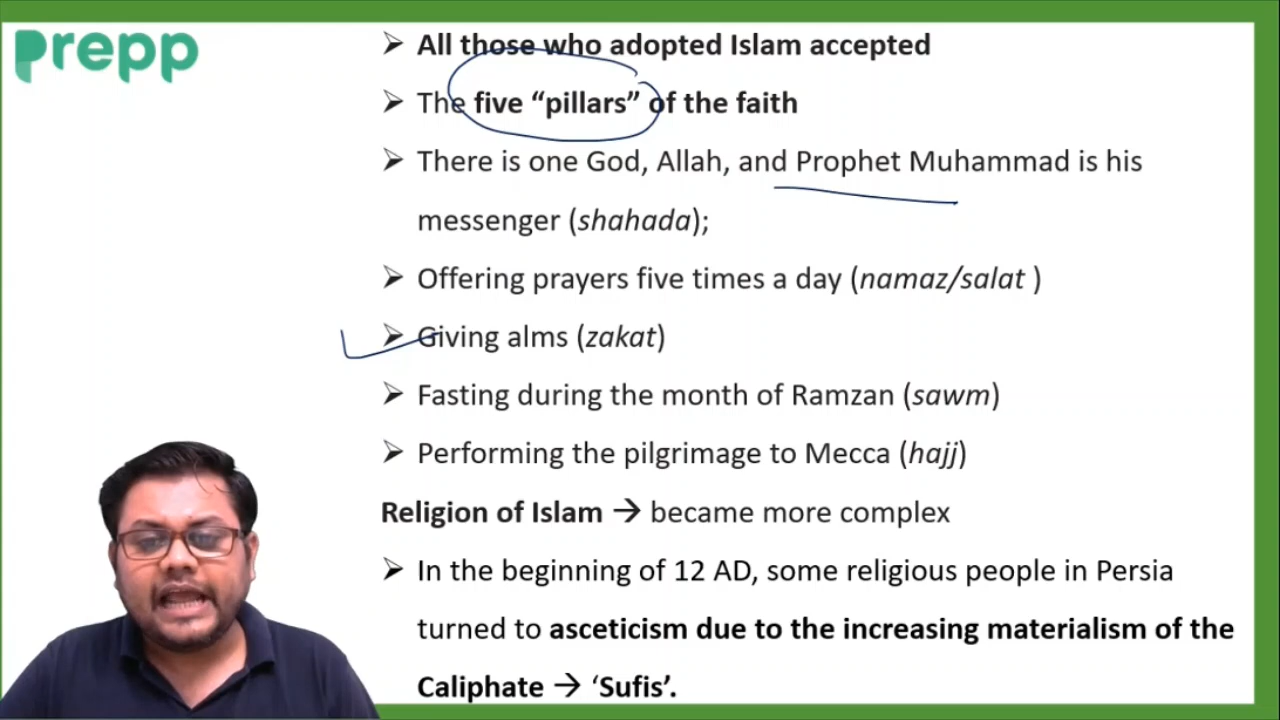 prepp
➢ All those who adopted Islam accepted
➢ The five “pillars” of the faith
➢ There is one God, Allah, and Prophet Muhammad is his
messenger (shahada);
➢ Offering prayers five times a day (namaz/salat )
➢ Giving alms (zakat)
➢ Fasting during the month of Ramzan (sawm)
➢ Performing the pilgrimage to Mecca (hajj)
Religion of Islam → became more complex
➢ In the beginning of 12 AD, some religious people in Persia
turned to asceticism due to the increasing materialism of the
Caliphate → ‘Sufis’.